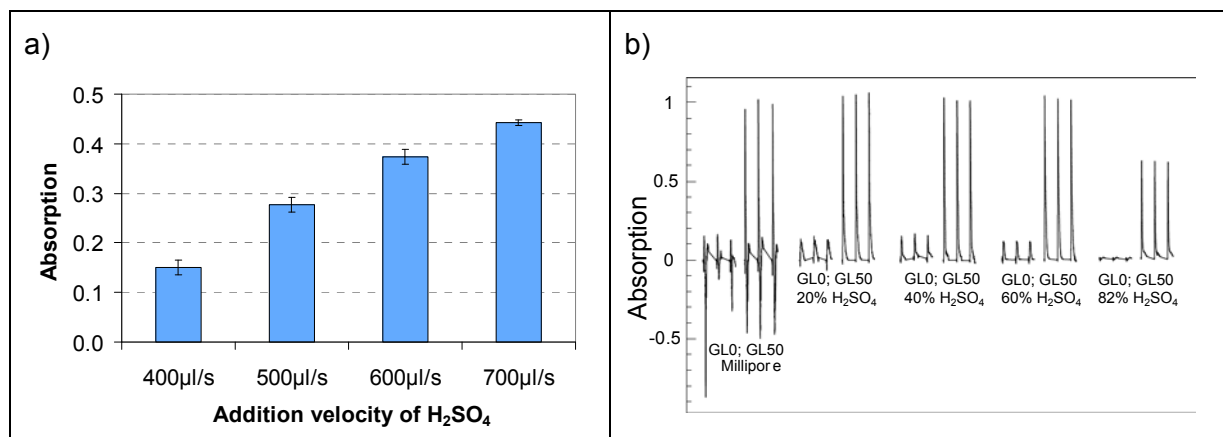 a)
0.5
0.4
0.3
0.2
0.1
0.0
Absorption
400µl/s 500µl/s 600µl/s 700µl/s
Addition velocity of H₂SO₄
b)
1
0.5
0
-0.5
Absorption
GL0; GL50
Millipore
GL0; GL50
20% H₂SO₄
GL0; GL50
40% H₂SO₄
GL0; GL50
60% H₂SO₄
GL0; GL50
82% H₂SO₄